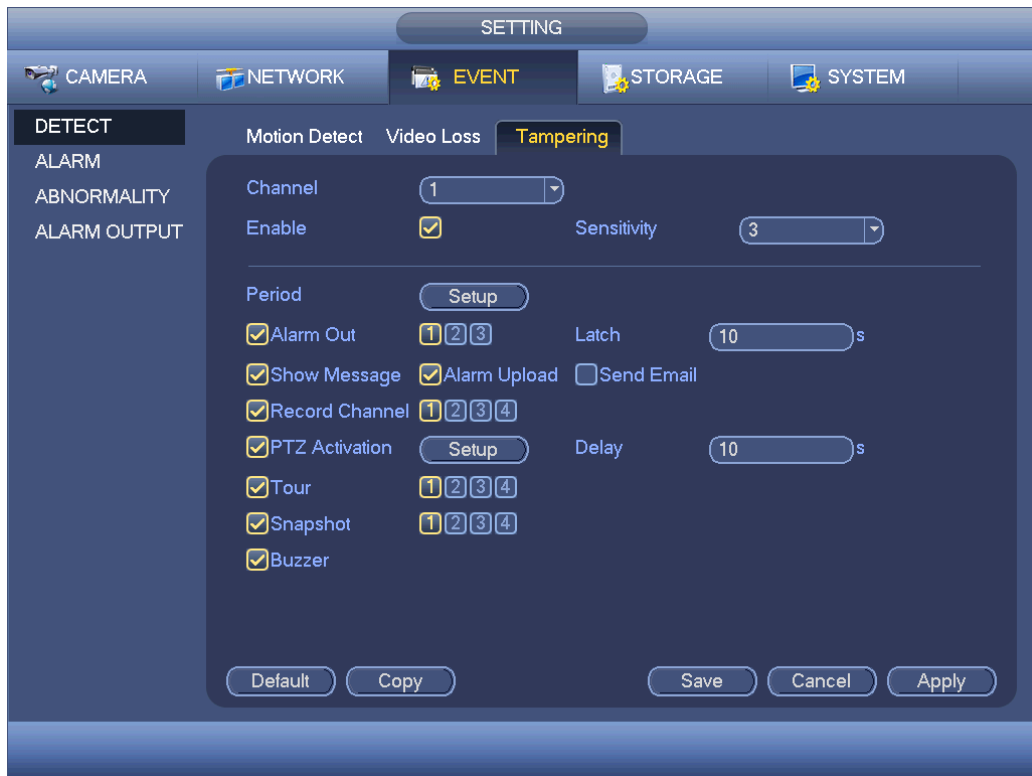 SETTING
CAMERA NETWORK EVENT STORAGE SYSTEM
DETECT
ALARM
ABNORMALITY
ALARM OUTPUT
Motion Detect Video Loss Tampering
Channel 1
Enable Sensitivity 3
Period Setup
Alarm Out 1 2 3 Latch 10 s
Show Message Alarm Upload Send Email
Record Channel 1 2 3 4
PTZ Activation Setup Delay 10 s
Tour 1 2 3 4
Snapshot 1 2 3 4
Buzzer
Default Copy Save Cancel Apply